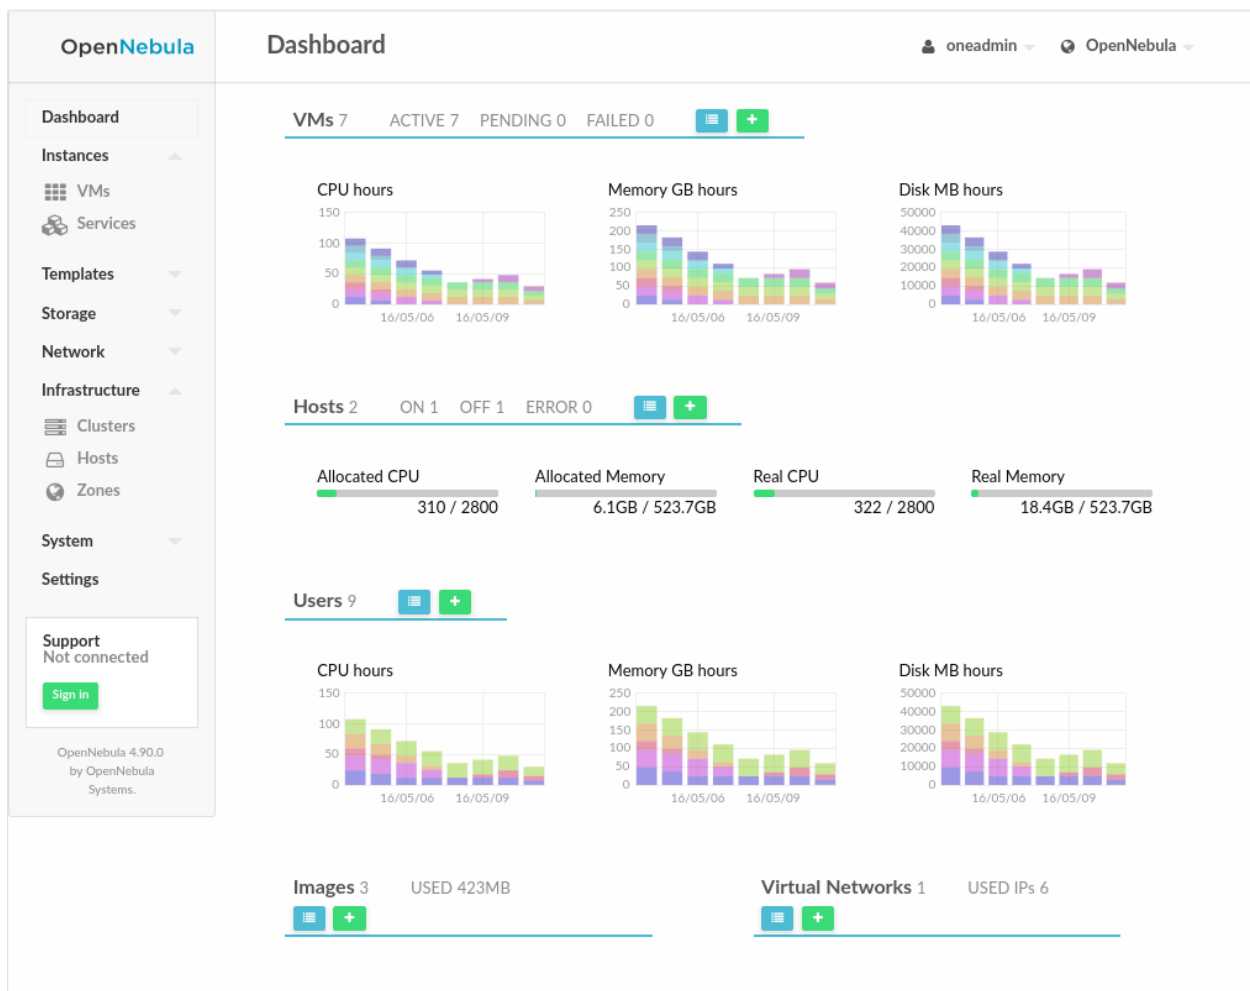 OpenNebula
Dashboard
oneadmin
OpenNebula
Dashboard
Instances
VMs
Services
Templates
Storage
Network
Infrastructure
Clusters
Hosts
Zones
System
Settings
Support
Not connected
Sign in
OpenNebula 4.90.0
by OpenNebula
Systems.
VMs 7 ACTIVE 7 PENDING 0 FAILED 0
CPU hours
150
100
50
0
16/05/06 16/05/09
Memory GB hours
250
200
150
100
50
0
16/05/06 16/05/09
Disk MB hours
50000
40000
30000
20000
10000
0
16/05/06 16/05/09
Hosts 2 ON 1 OFF 1 ERROR 0
Allocated CPU
310 / 2800
Allocated Memory
6.1GB / 523.7GB
Real CPU
322 / 2800
Real Memory
18.4GB / 523.7GB
Users 9
CPU hours
150
100
50
0
16/05/06 16/05/09
Memory GB hours
250
200
150
100
50
0
16/05/06 16/05/09
Disk MB hours
50000
40000
30000
20000
10000
0
16/05/06 16/05/09
Images 3 USED 423MB
Virtual Networks 1 USED IPs 6